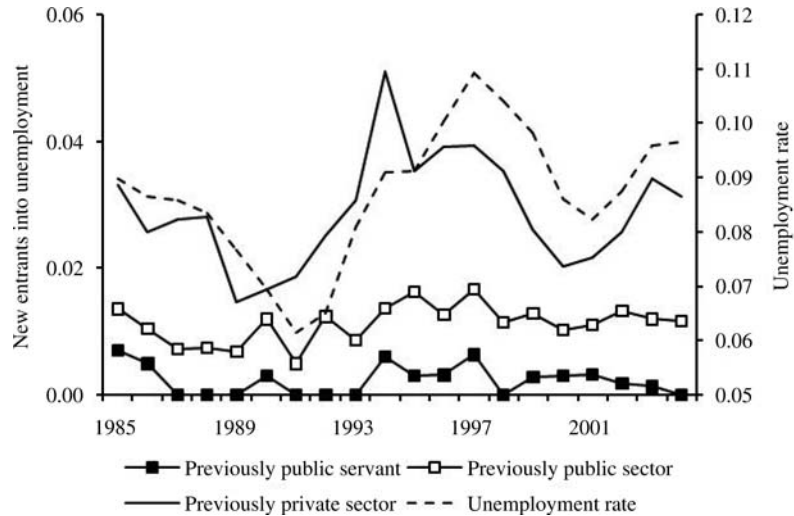 0.06
0.04
0.02
0.00
New entrants into unemployment
0.12
0.11
0.10
0.09
0.08
0.07
0.06
0.05
Unemployment rate
1985 1989 1993 1997 2001
Previously public servant Previously public sector
Previously private sector Unemployment rate